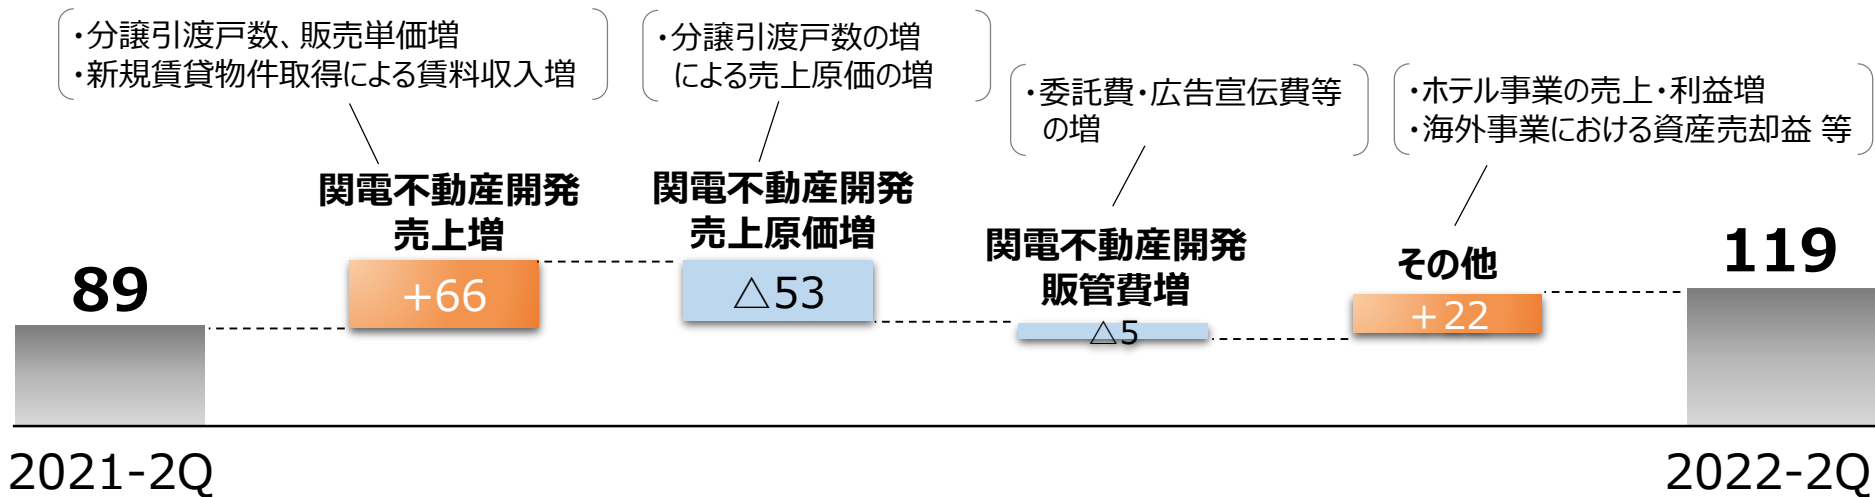 ・分譲引渡戸数、販売単価増
・新規賃貸物件取得による賃料収入増
・分譲引渡戸数の増
による売上原価の増
・委託費・広告宣伝費等
の増
・ホテル事業の売上・利益増
・海外事業における資産売却益 等
関電不動産開発
売上増
関電不動産開発
売上原価増
関電不動産開発
販管費増
その他
89
+66
△53
△5
＋22
119
2021-2Q
2022-2Q